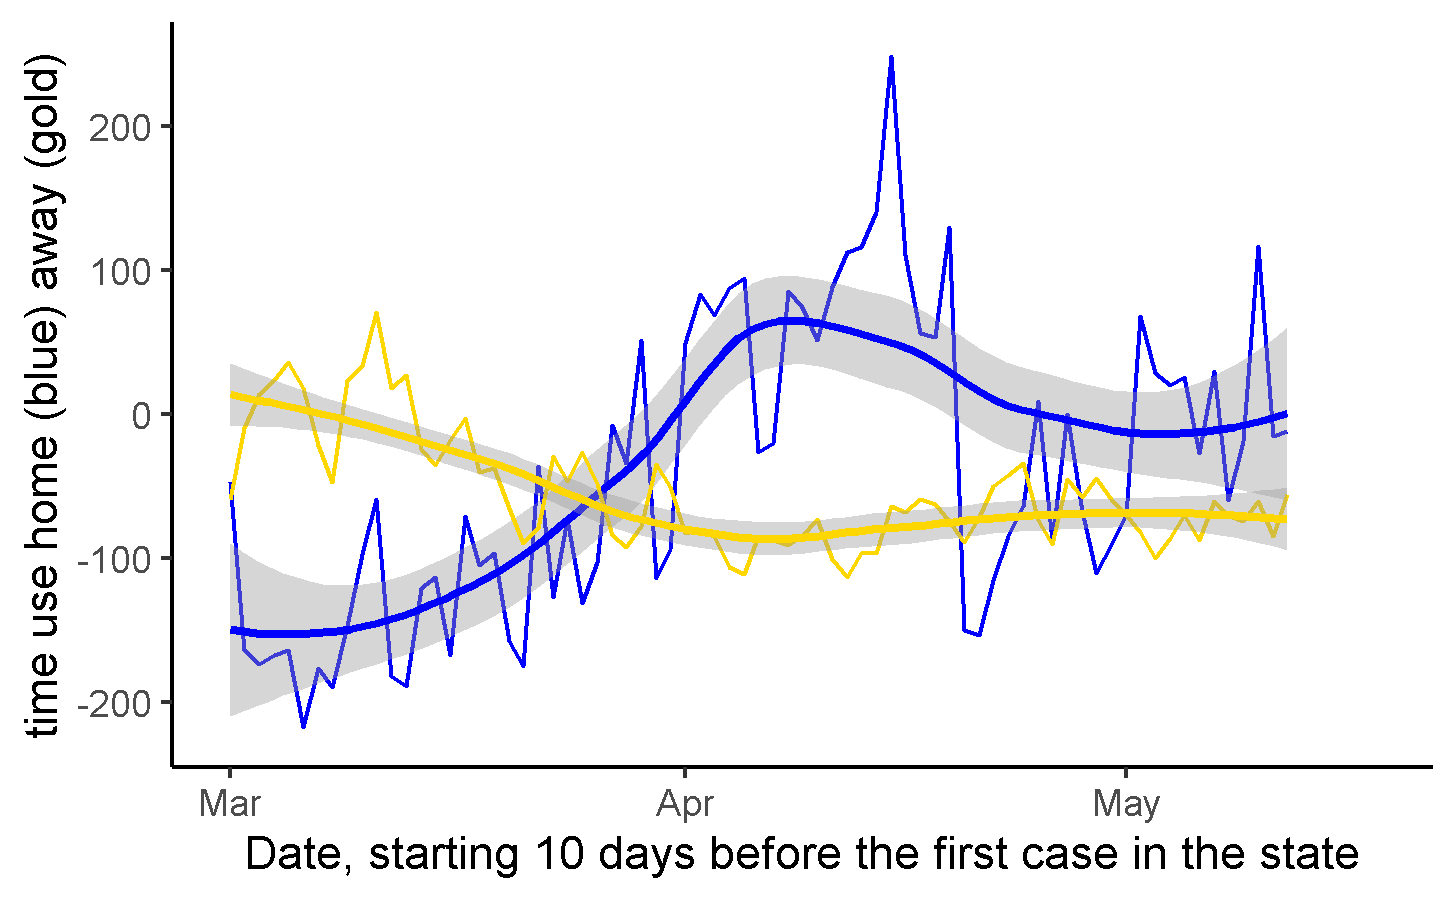 time use home (blue) away (gold)
200
100
0
-100
-200
Mar
Apr
May
Date, starting 10 days before the first case in the state